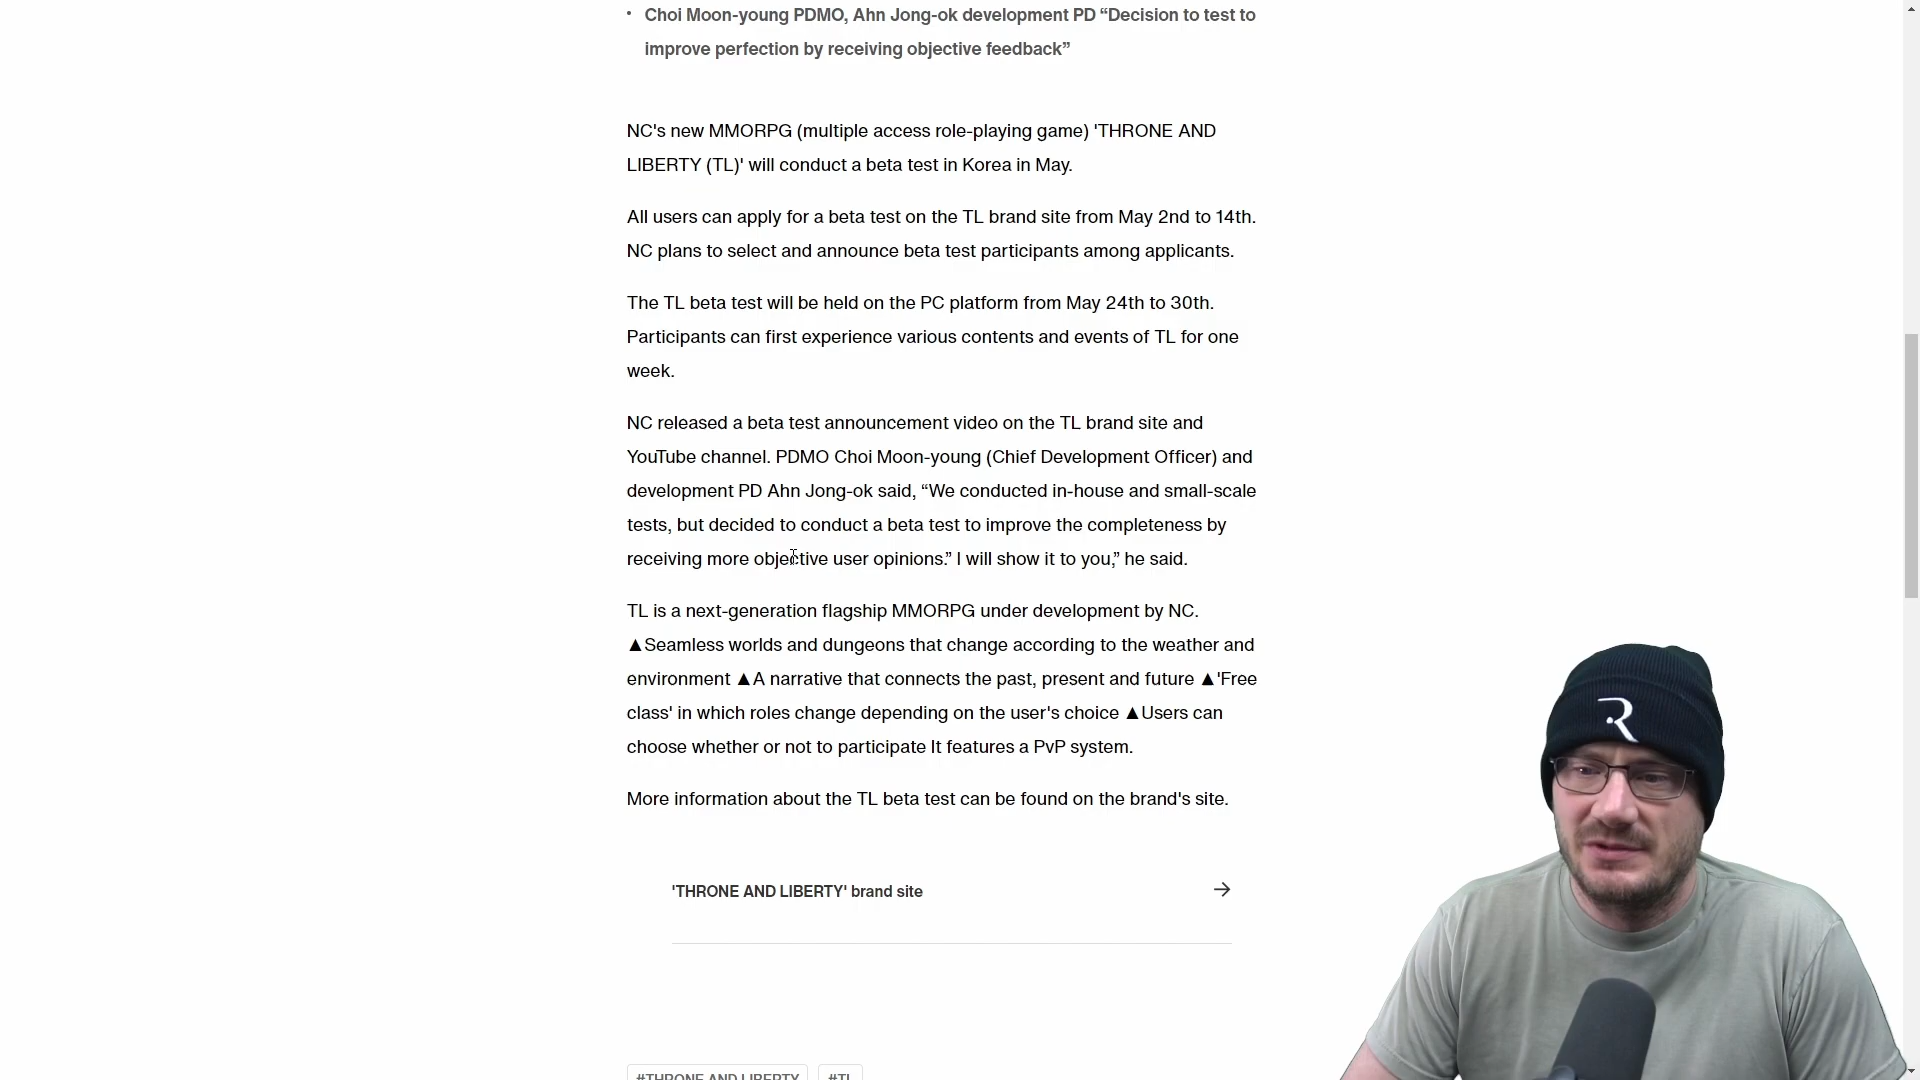 • Choi Moon-young PDMO, Ahn Jong-ok development PD “Decision to test to
improve perfection by receiving objective feedback”
NC's new MMORPG (multiple access role-playing game) 'THRONE AND
LIBERTY (TL)' will conduct a beta test in Korea in May.
All users can apply for a beta test on the TL brand site from May 2nd to 14th.
NC plans to select and announce beta test participants among applicants.
The TL beta test will be held on the PC platform from May 24th to 30th.
Participants can first experience various contents and events of TL for one
week.
NC released a beta test announcement video on the TL brand site and
YouTube channel. PDMO Choi Moon-young (Chief Development Officer) and
development PD Ahn Jong-ok said, “We conducted in-house and small-scale
tests, but decided to conduct a beta test to improve the completeness by
receiving more objective user opinions.” I will show it to you,” he said.
TL is a next-generation flagship MMORPG under development by NC.
▲Seamless worlds and dungeons that change according to the weather and
environment ▲A narrative that connects the past, present and future ▲'Free
class' in which roles change depending on the user's choice ▲Users can
choose whether or not to participate It features a PvP system.
More information about the TL beta test can be found on the brand's site.
'THRONE AND LIBERTY' brand site →
#THRONE AND LIBERTY #TL
R